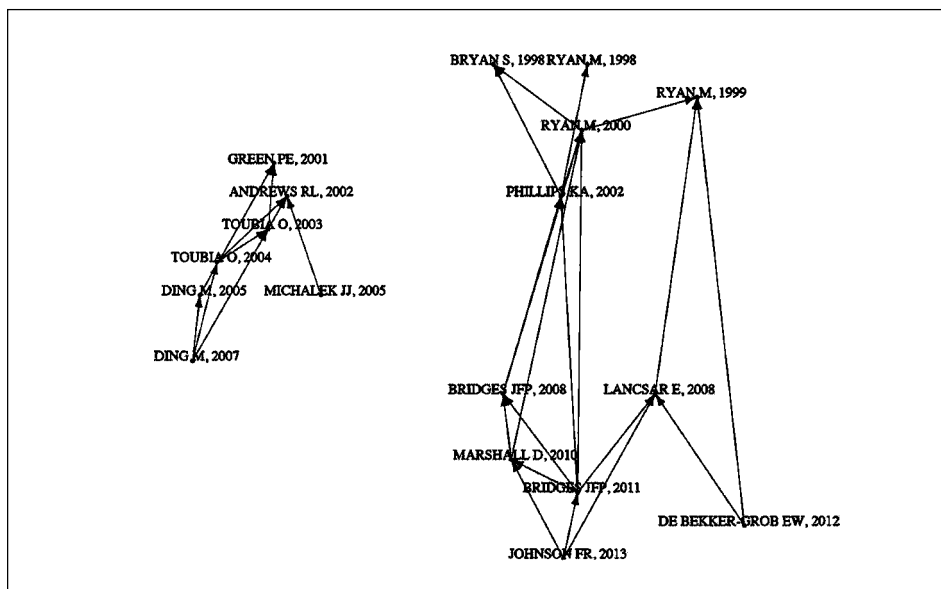 BRYAN S, 1998
RYAN M, 1998
RYAN M, 1999
RYAN M, 2000
GREEN PE, 2001
ANDREWS RL, 2002
PHILLIPS KA, 2002
TOUBIA O, 2003
TOUBIA O, 2004
DING M, 2005
MICHALEK JJ, 2005
DING M, 2007
BRIDGES JFP, 2008
LANCSAR E, 2008
MARSHALL D, 2010
BRIDGES JFP, 2011
DE BEKKER-GROB EW, 2012
JOHNSON FR, 2013